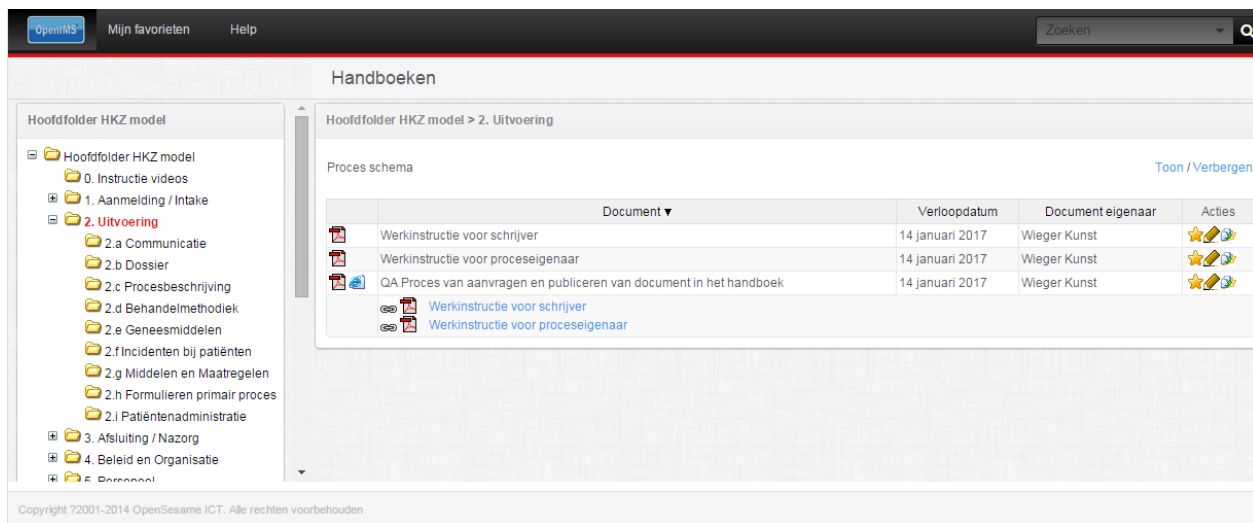 OpenIMS Mijn favorieten Help Zoeken
Handboeken
Hoofdfolder HKZ model
Hoofdfolder HKZ model
0. Instructie videos
1. Aanmelding / Intake
2. Uitvoering
2.a Communicatie
2.b Dossier
2.c Procesbeschrijving
2.d Behandelmethodiek
2.e Geneesmiddelen
2.f Incidenten bij patiënten
2.g Middelen en Maatregelen
2.h Formulieren primair proces
2.i Patiëntenadministratie
3. Afsluiting / Nazorg
4. Beleid en Organisatie
5. Personeel
Hoofdfolder HKZ model > 2. Uitvoering
Proces schema Toon / Verbergen
Document ▼ Verloopdatum Document eigenaar Acties
Werkinstructie voor schrijver 14 januari 2017 Wieger Kunst
Werkinstructie voor proceseigenaar 14 januari 2017 Wieger Kunst
QA Proces van aanvragen en publiceren van document in het handboek 14 januari 2017 Wieger Kunst
Werkinstructie voor schrijver
Werkinstructie voor proceseigenaar
Copyright ?2001-2014 OpenSesame ICT. Alle rechten voorbehouden